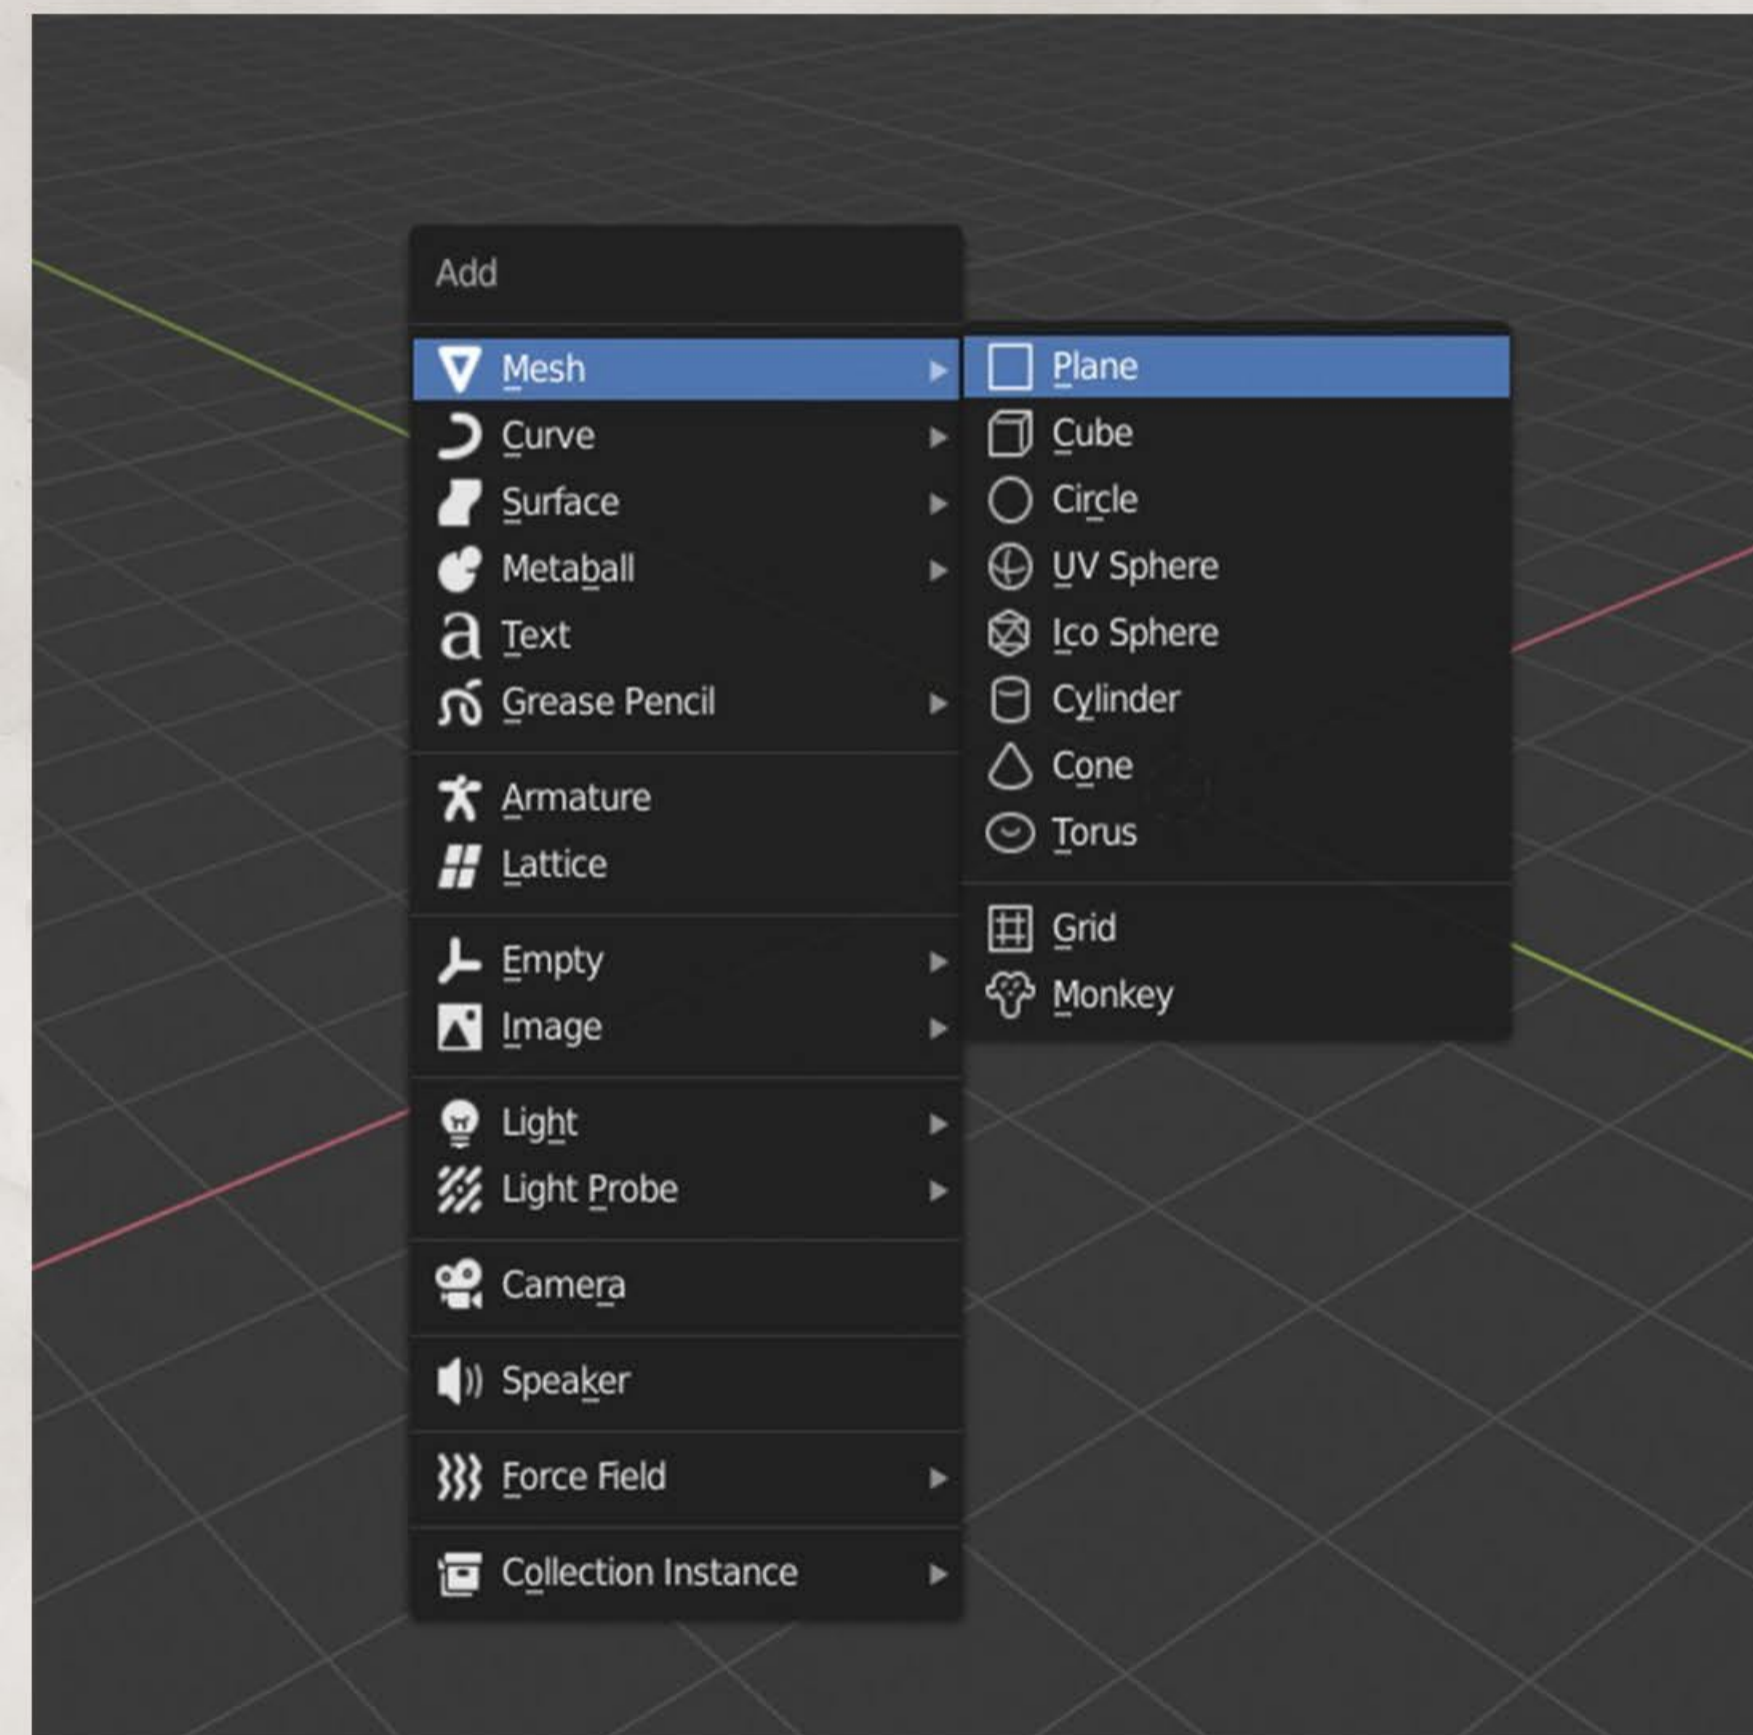 Add
Mesh
Curve
Surface
Metaball
Text
Grease Pencil
Armature
Lattice
Empty
Image
Light
Light Probe
Camera
Speaker
Force Field
Collection Instance
Plane
Cube
Circle
UV Sphere
Ico Sphere
Cylinder
Cone
Torus
Grid
Monkey